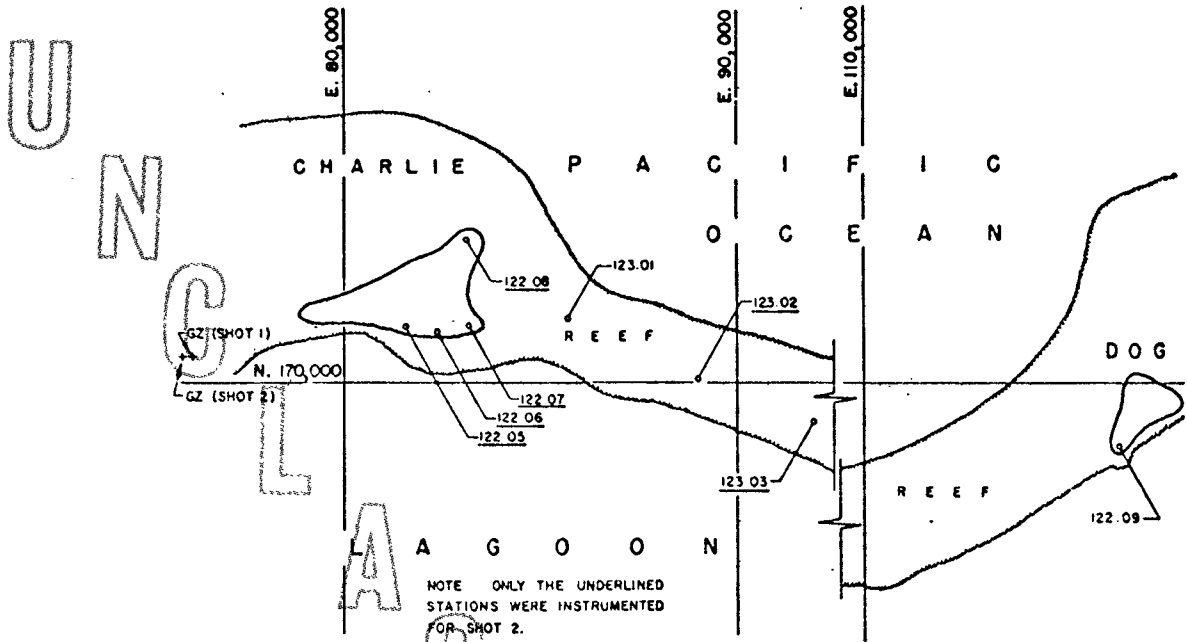 E. 80,000
E. 90,000
E. 110,000
CHARLIE
PACIFIC
OCEAN
122.08
123.01
123.02
REEF
GZ (SHOT 1)
N. 170,000
GZ (SHOT 2)
DOG
122.07
122.06
122.05
123.03
REEF
122.09
LAGOON
NOTE ONLY THE UNDERLINED
STATIONS WERE INSTRUMENTED
FOR SHOT 2.
UNCLA